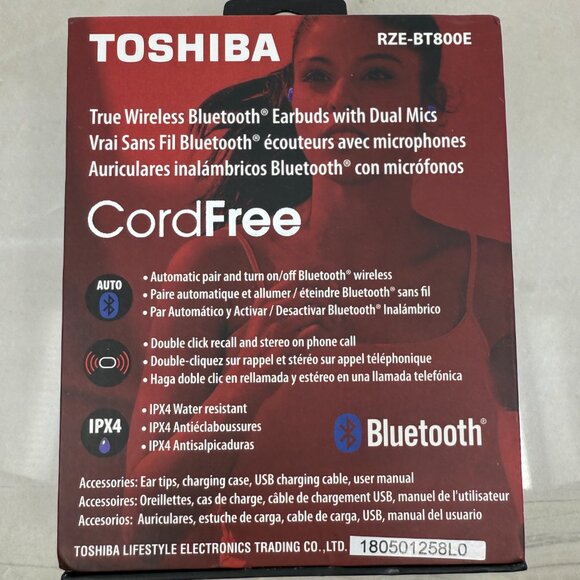 TOSHIBA
RZE-BT800E
True Wireless Bluetooth® Earbuds with Dual Mics
Vrai Sans Fil Bluetooth® écouteurs avec microphones
Auriculares inalámbricos Bluetooth® con micrófonos
CordFree
AUTO
• Automatic pair and turn on/off Bluetooth® wireless
• Paire automatique et allumer / éteindre Bluetooth® sans fil
• Par Automático y Activar / Desactivar Bluetooth® Inalámbrico
• Double click recall and stereo on phone call
• Double-cliquez sur rappel et stéréo sur appel téléphonique
• Haga doble clic en rellamada y estéreo en una llamada telefónica
IPX4
• IPX4 Water resistant
• IPX4 Antiéclaboussures
• IPX4 Antisalpicaduras
Bluetooth®
Accessories: Ear tips, charging case, USB charging cable, user manual
Accessoires: Oreillettes, cas de charge, câble de chargement USB, manuel de l'utilisateur
Accesorios: Auriculares, estuche de carga, cable de carga, USB, manual del usuario
TOSHIBA LIFESTYLE ELECTRONICS TRADING CO.,LTD. 180501258L0